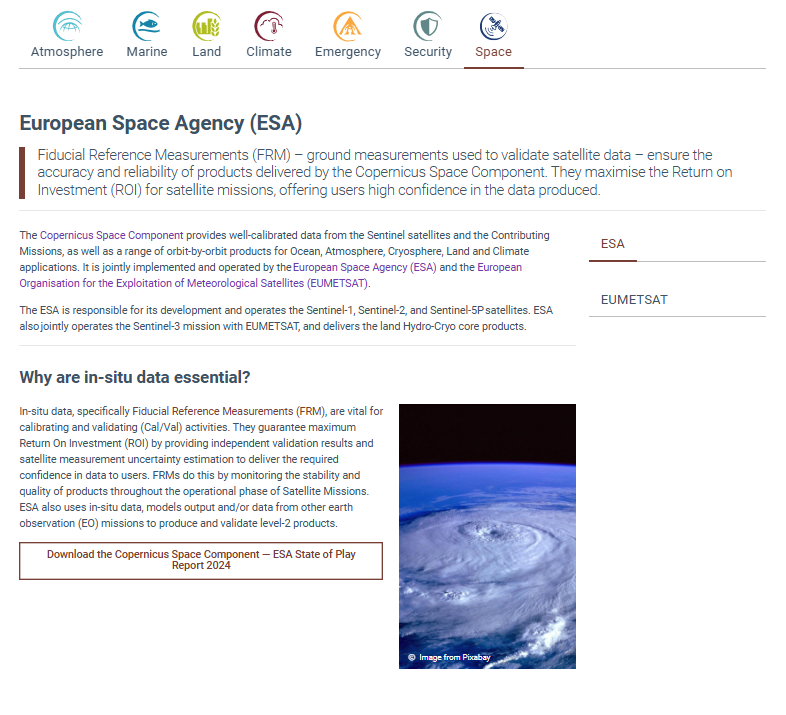 Atmosphere Marine Land Climate Emergency Security Space
European Space Agency (ESA)
Fiducial Reference Measurements (FRM) – ground measurements used to validate satellite data – ensure the
accuracy and reliability of products delivered by the Copernicus Space Component. They maximise the Return on
Investment (ROI) for satellite missions, offering users high confidence in the data produced.
The Copernicus Space Component provides well-calibrated data from the Sentinel satellites and the Contributing
Missions, as well as a range of orbit-by-orbit products for Ocean, Atmosphere, Cryosphere, Land and Climate
applications. It is jointly implemented and operated by the European Space Agency (ESA) and the European
Organisation for the Exploitation of Meteorological Satellites (EUMETSAT).
The ESA is responsible for its development and operates the Sentinel-1, Sentinel-2, and Sentinel-5P satellites. ESA
also jointly operates the Sentinel-3 mission with EUMETSAT, and delivers the land Hydro-Cryo core products.
ESA
EUMETSAT
Why are in-situ data essential?
In-situ data, specifically Fiducial Reference Measurements (FRM), are vital for
calibrating and validating (Cal/Val) activities. They guarantee maximum
Return On Investment (ROI) by providing independent validation results and
satellite measurement uncertainty estimation to deliver the required
confidence in data to users. FRMs do this by monitoring the stability and
quality of products throughout the operational phase of Satellite Missions.
ESA also uses in-situ data, models output and/or data from other earth
observation (EO) missions to produce and validate level-2 products.
Download the Copernicus Space Component — ESA State of Play
Report 2024
© Image from Pixabay